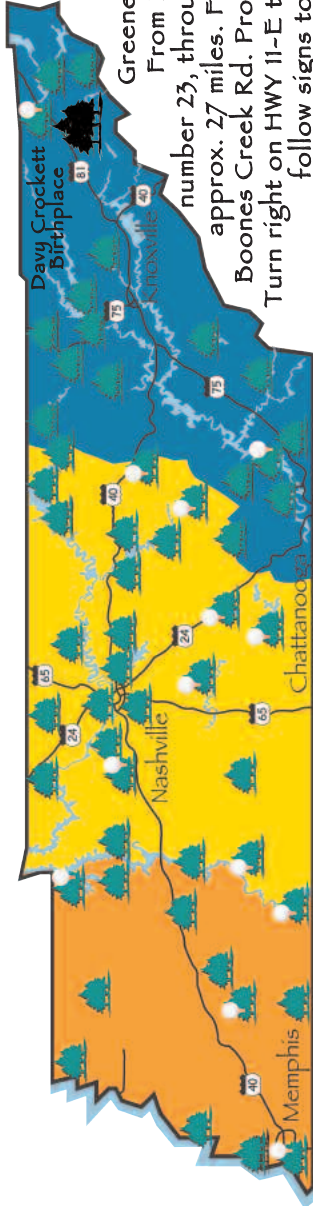 Davy Crockett
Birthplace
81
40
Knoxville
75
75
40
24
Chattanooga
65
65
24
Nashville
40
Memphis
Greene
From
number 23, throu
approx. 27 miles. F
Boones Creek Rd. Pro
Turn right on HWY 11-E t
follow signs to